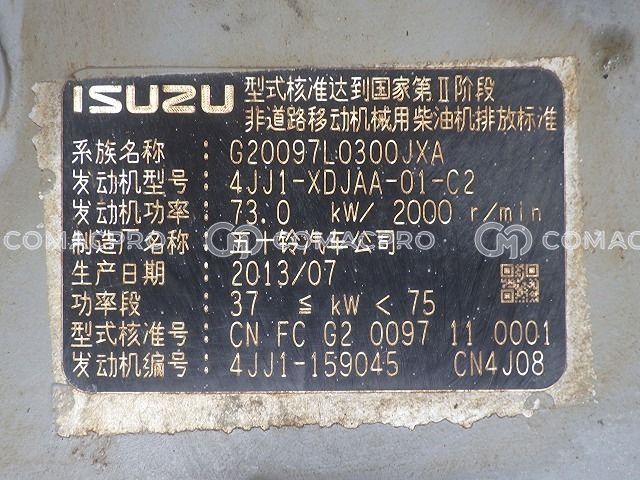 ISUZU 型式核准达到国家第Ⅱ阶段
非道路移动机械用柴油机排放标准
系族名称 : G20097L0300JXA
发动机型号 : 4JJ1-XDJAA-01-C2
发动机功率 : 73.0 kW/ 2000 r/min
制造厂名称 : 五十铃汽车公司
生产日期 : 2013/07
功率段 : 37 ≦ kW < 75
型式核准号 : CN FC G2 0097 11 0001
发动机编号 : 4JJ1-159045 CN4J08
COMACPRO COMACPRO COMACPRO